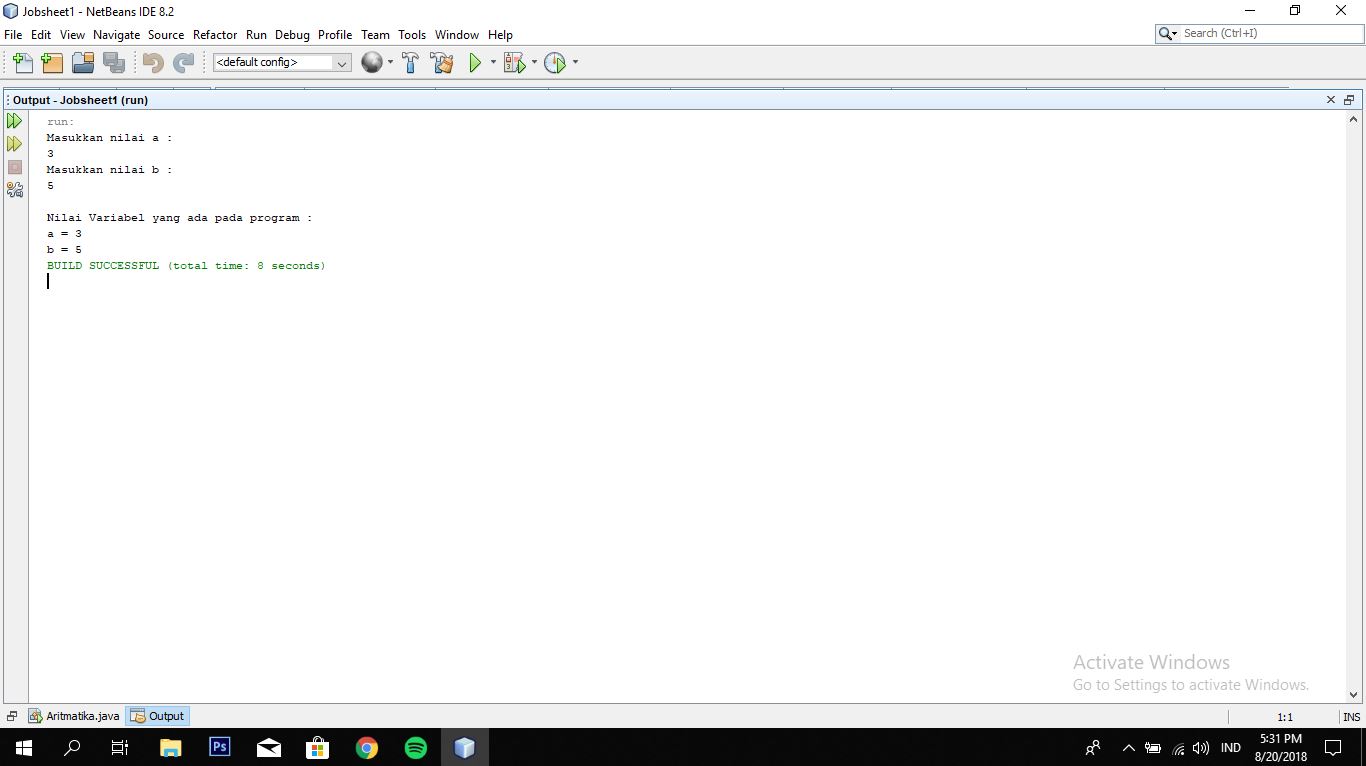 Jobsheet1 - NetBeans IDE 8.2
File Edit View Navigate Source Refactor Run Debug Profile Team Tools Window Help
Search (Ctrl+I)
<default config>
Output - Jobsheet1 (run)
run:
Masukkan nilai a :
3
Masukkan nilai b :
5
Nilai Variabel yang ada pada program :
a = 3
b = 5
BUILD SUCCESSFUL (total time: 8 seconds)
Activate Windows
Go to Settings to activate Windows.
Aritmatika.java Output
1:1 INS
Ps
IND
5:31 PM
8/20/2018